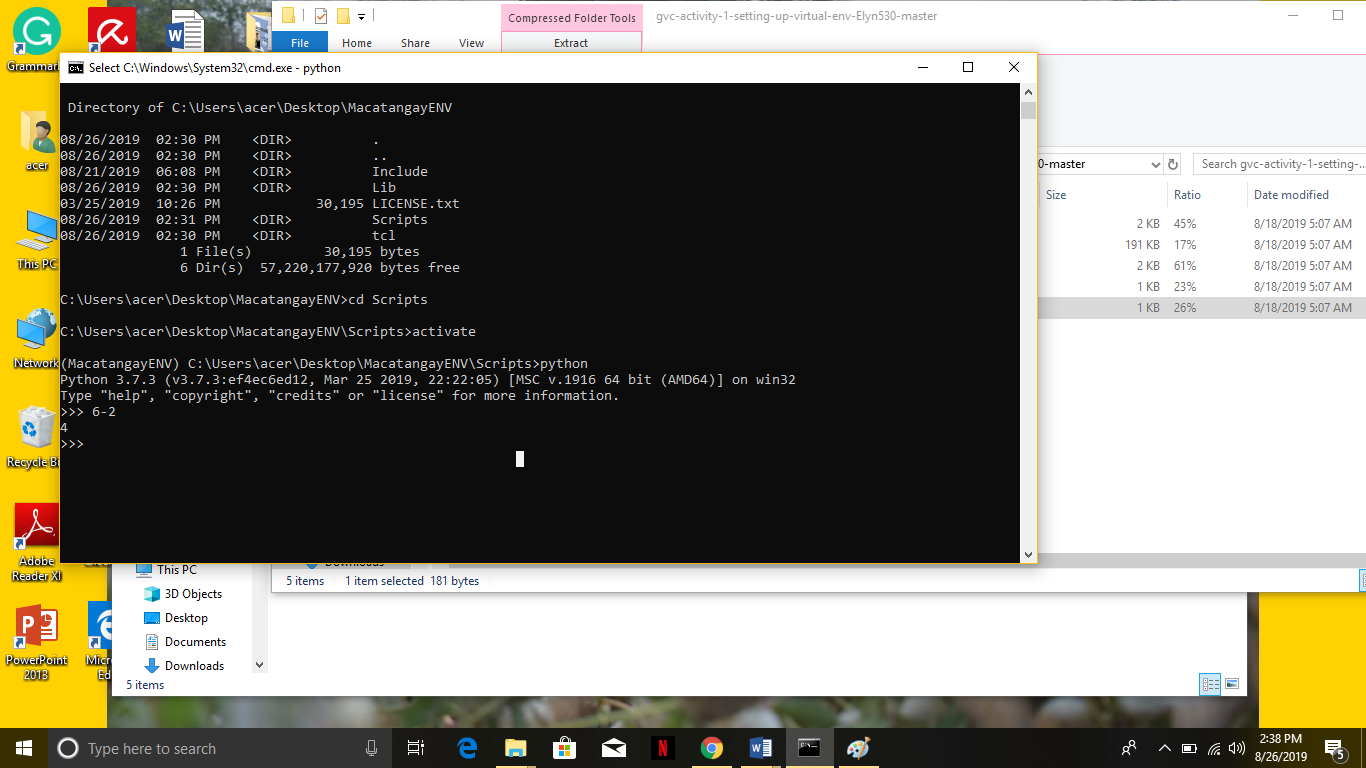 Compressed Folder Tools
gvc-activity-1-setting-up-virtual-env-Elyn530-master
File
Home
Share
View
Extract
Select C:\Windows\System32\cmd.exe - python
Directory of C:\Users\acer\Desktop\MacatangayENV
08/26/2019  02:30 PM    <DIR>          .
08/26/2019  02:30 PM    <DIR>          ..
08/21/2019  06:08 PM    <DIR>          Include
08/26/2019  02:30 PM    <DIR>          Lib
03/25/2019  10:26 PM            30,195 LICENSE.txt
08/26/2019  02:31 PM    <DIR>          Scripts
08/26/2019  02:30 PM    <DIR>          tcl
1 File(s)         30,195 bytes
6 Dir(s)  57,220,177,920 bytes free
C:\Users\acer\Desktop\MacatangayENV>cd Scripts
C:\Users\acer\Desktop\MacatangayENV\Scripts>activate
(MacatangayENV) C:\Users\acer\Desktop\MacatangayENV\Scripts>python
Python 3.7.3 (v3.7.3:ef4ec6ed12, Mar 25 2019, 22:22:05) [MSC v.1916 64 bit (AMD64)] on win32
Type "help", "copyright", "credits" or "license" for more information.
>>> 6-2
4
>>>
0-master
Search gvc-activity-1-setting-...
Size Ratio Date modified
2 KB 45% 8/18/2019 5:07 AM
191 KB 17% 8/18/2019 5:07 AM
2 KB 61% 8/18/2019 5:07 AM
1 KB 23% 8/18/2019 5:07 AM
1 KB 26% 8/18/2019 5:07 AM
Grammar
acer
This PC
Network
Recycle Bi
Adobe
Reader XI
PowerPoint
2013
Micr
Ed
Downloads
5 items 1 item selected 181 bytes
This PC
3D Objects
Desktop
Documents
Downloads
5 items
Type here to search
2:38 PM
8/26/2019
5